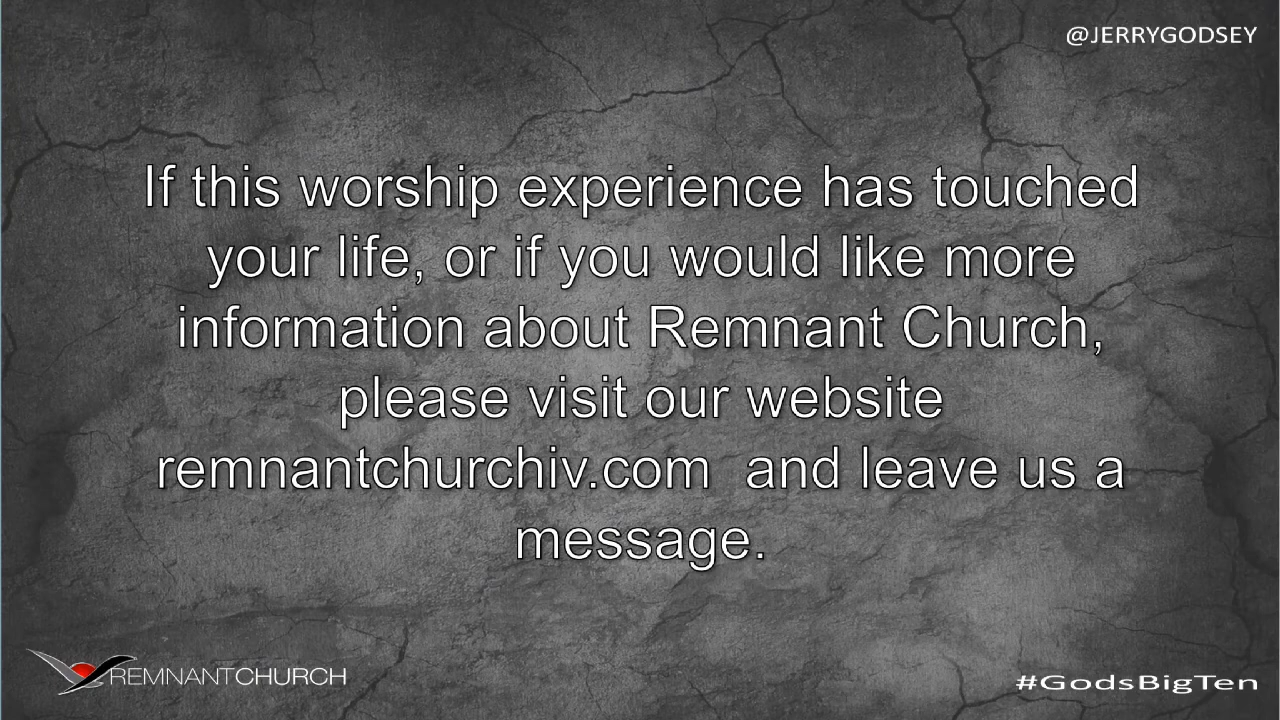 @JERRYGODSEY
If this worship experience has touched
your life, or if you would like more
information about Remnant Church,
please visit our website
remnantchurchiv.com and leave us a
message.
REMNANTCHURCH
#GodsBigTen